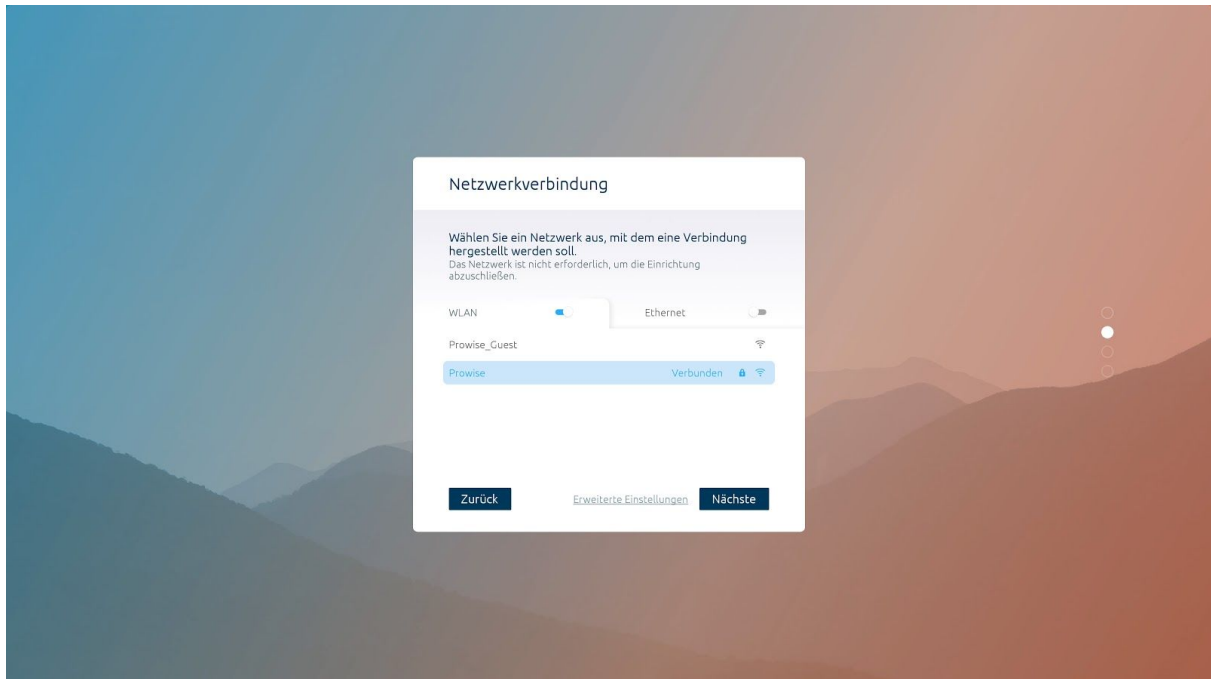 Netzwerkverbindung
Wählen Sie ein Netzwerk aus, mit dem eine Verbindung
hergestellt werden soll.
Das Netzwerk ist nicht erforderlich, um die Einrichtung
abzuschließen.
WLAN Ethernet
Prowise_Guest
Prowise Verbunden
Zurück Erweiterte Einstellungen Nächste